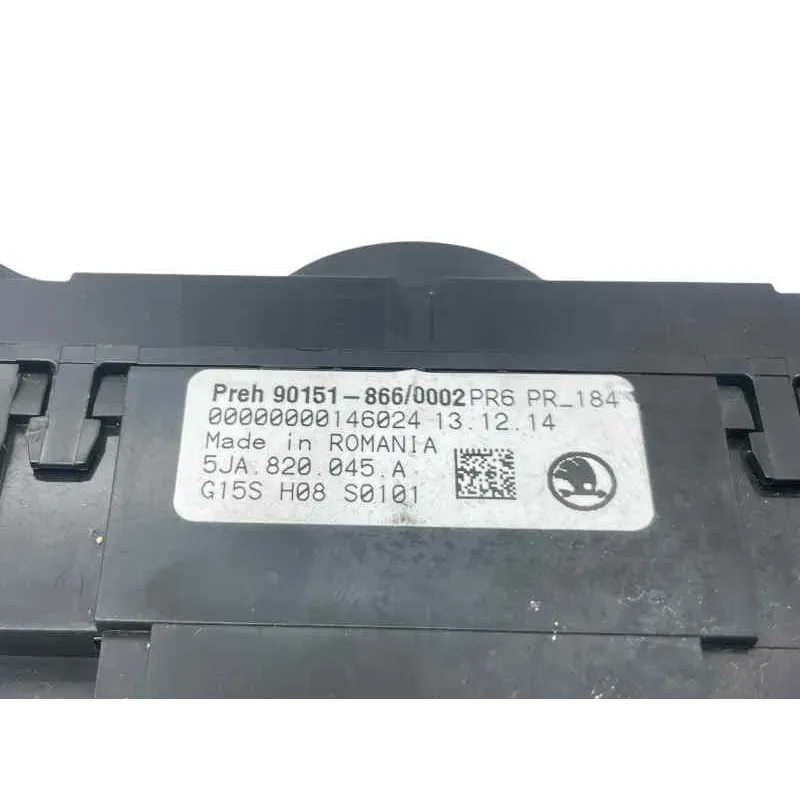 Preh 90151-866/0002 PR6 PR_184
00000000146024 13.12.14
Made in ROMANIA
5JA.820.045.A
G15S H08 S0101